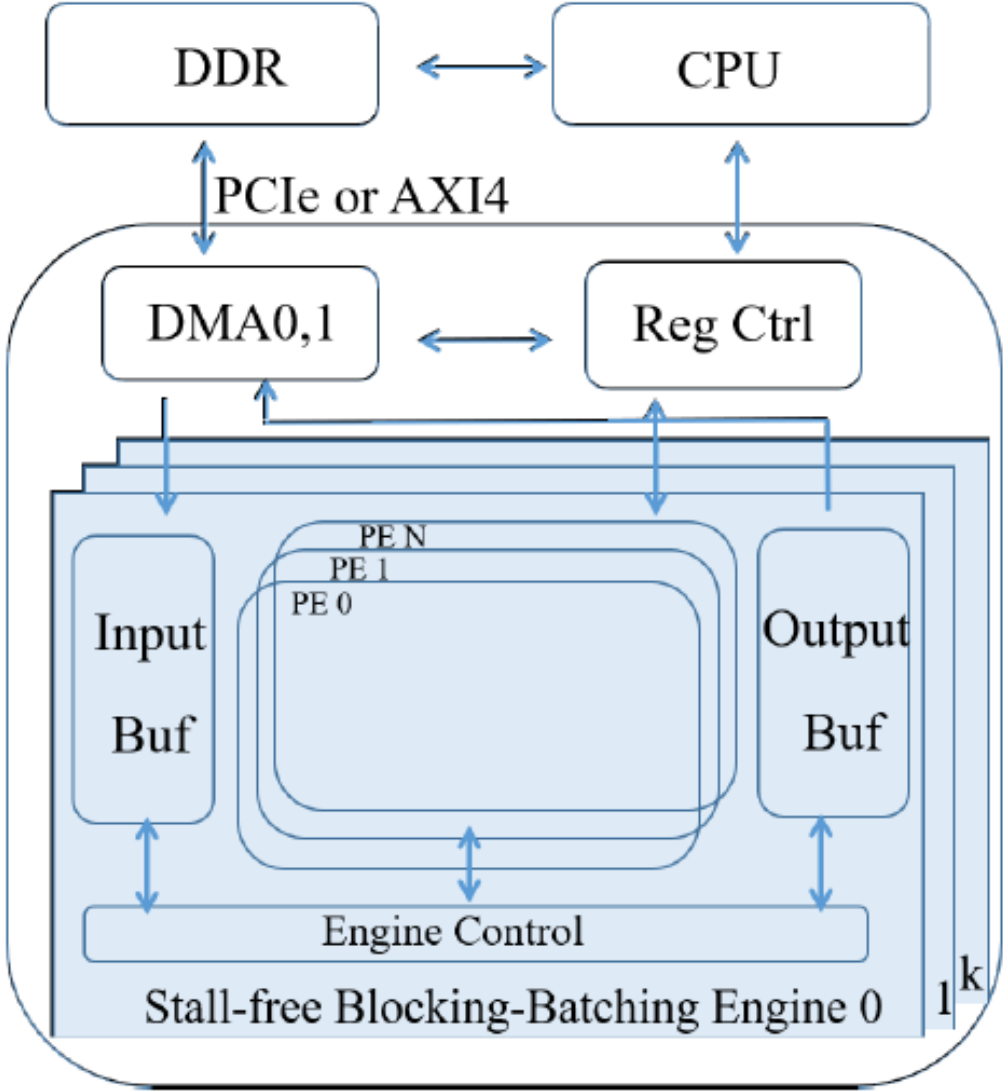 DDR
CPU
PCIe or AXI4
DMA0,1
Reg Ctrl
PE N
PE 1
PE 0
Input
Buf
Output
Buf
Engine Control
Stall-free Blocking-Batching Engine 0
1
k